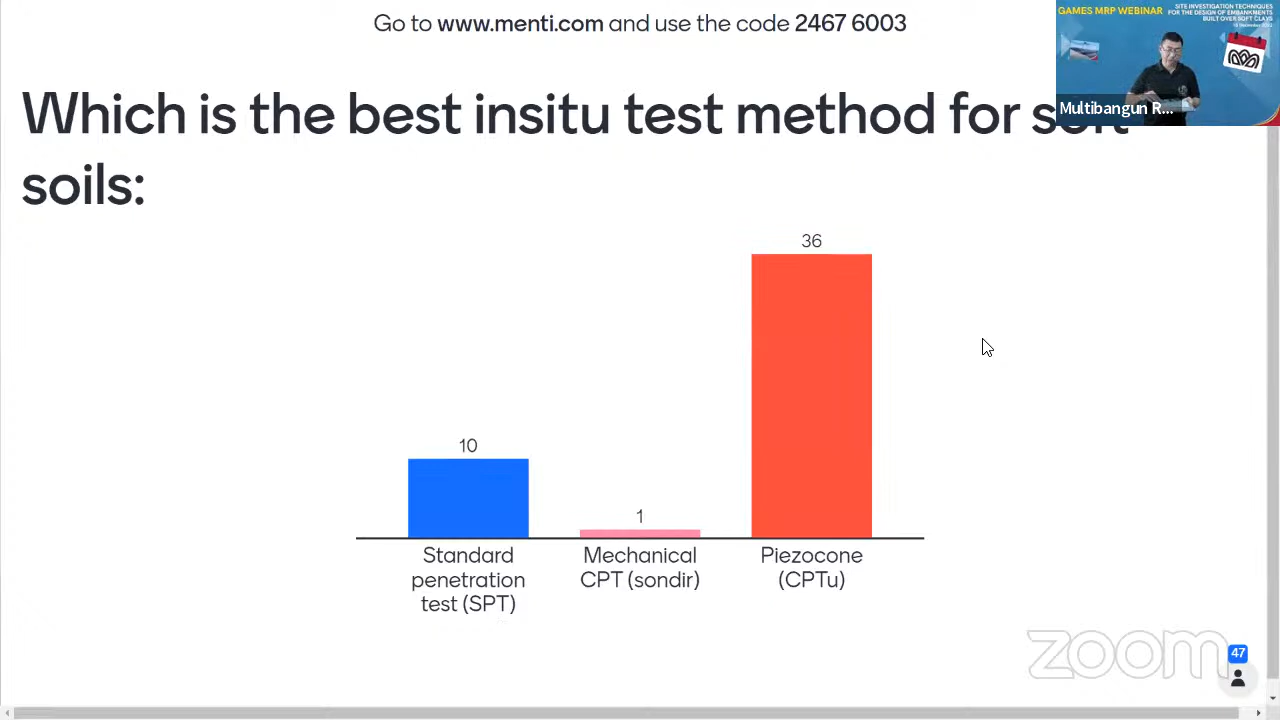 Go to www.menti.com and use the code 2467 6003
GAMES MRP WEBINAR
SITE INVESTIGATION TECHNIQUES
FOR THE DESIGN OF EMBANKMENTS
BUILT OVER SOFT CLAYS
Multibangun R...
Which is the best insitu test method for soft
soils:
36
10
1
Standard
penetration
test (SPT)
Mechanical
CPT (sondir)
Piezocone
(CPTu)
zoom
47